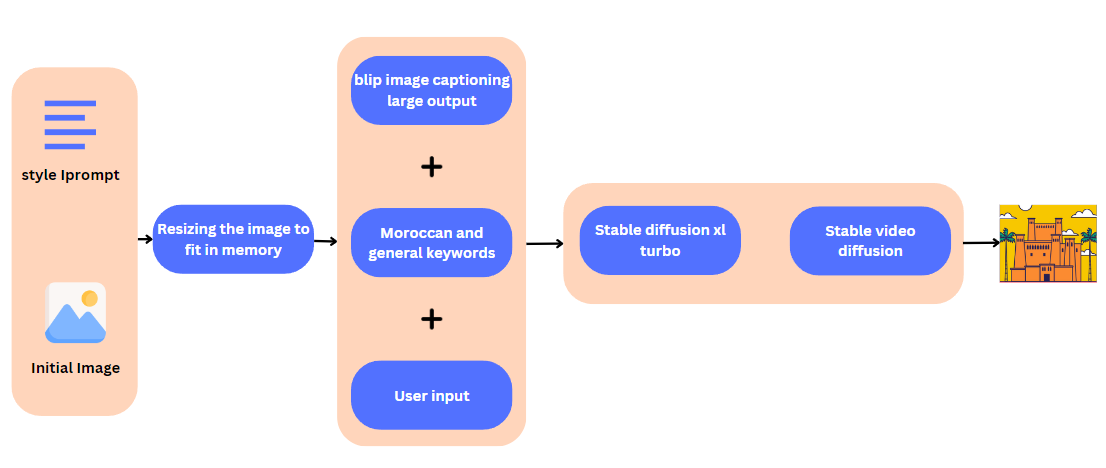 style Iprompt
Initial Image
Resizing the image to
fit in memory
blip image captioning
large output
+
Moroccan and
general keywords
+
User input
Stable diffusion xl
turbo
Stable video
diffusion